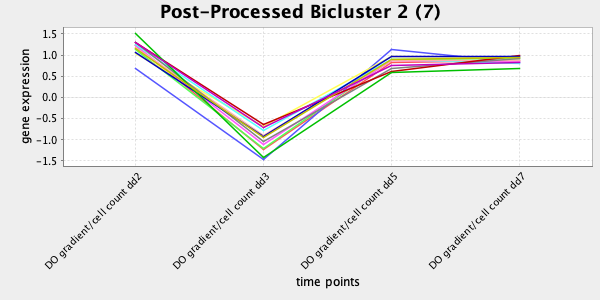 Post-Processed Bicluster 2 (7)
gene expression
1.5
1.0
0.5
0.0
-0.5
-1.0
-1.5
DO gradient/cell count dd2
DO gradient/cell count dd3
DO gradient/cell count dd5
DO gradient/cell count dd7
time points